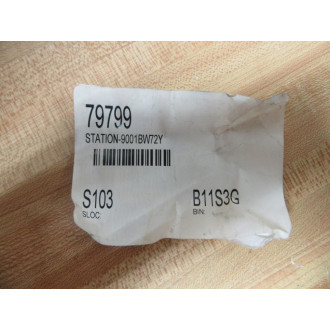 79799
STATION-9001BW72Y
S103 B11S3G
SLOC BIN